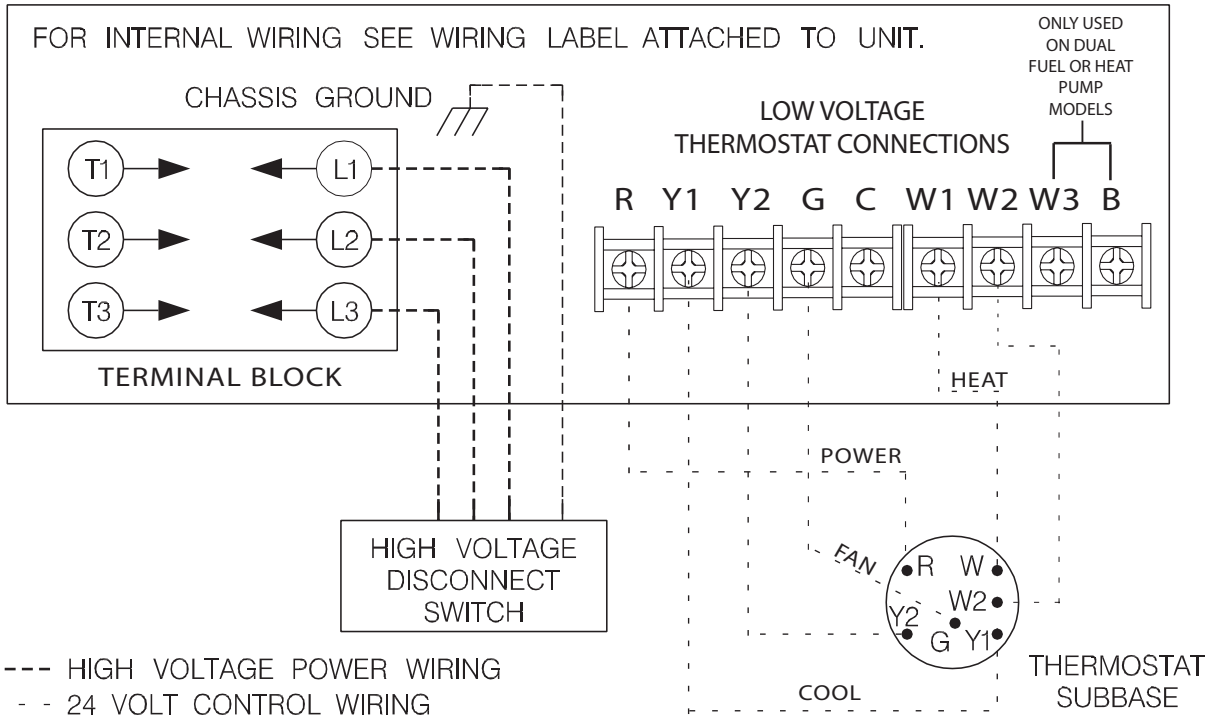 FOR INTERNAL WIRING SEE WIRING LABEL ATTACHED TO UNIT.
ONLY USED
ON DUAL
FUEL OR HEAT
PUMP
MODELS
CHASSIS GROUND
LOW VOLTAGE
THERMOSTAT CONNECTIONS
T1 L1
T2 L2
T3 L3
TERMINAL BLOCK
R Y1 Y2 G C W1 W2 W3 B
HEAT
POWER
HIGH VOLTAGE
DISCONNECT
SWITCH
FAN
R W
W2
Y2
G Y1
THERMOSTAT
SUBBASE
COOL
--- HIGH VOLTAGE POWER WIRING
- - 24 VOLT CONTROL WIRING